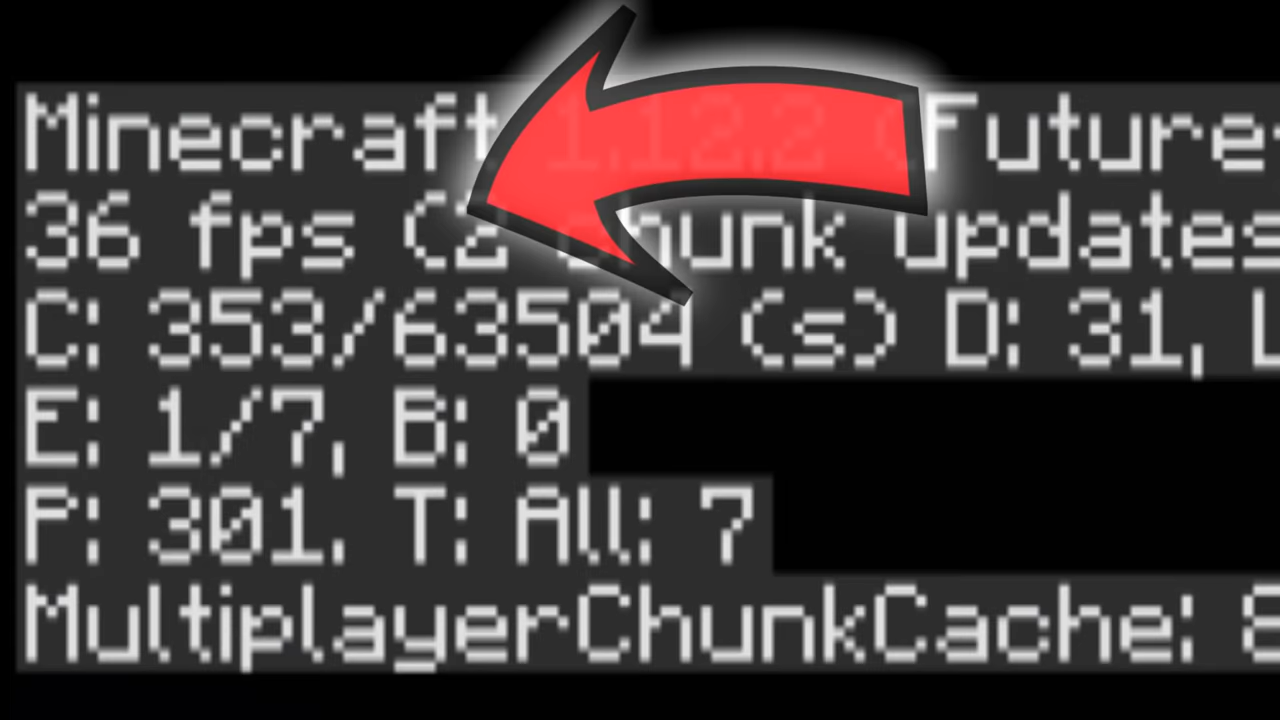 Minecraft 1.12.2 (Future-
36 fps (2 chunk updates
C: 353/63504 (s) D: 31, L
E: 1/7, B: 0
P: 301. T: All: 7
MultiplayerChunkCache: 8